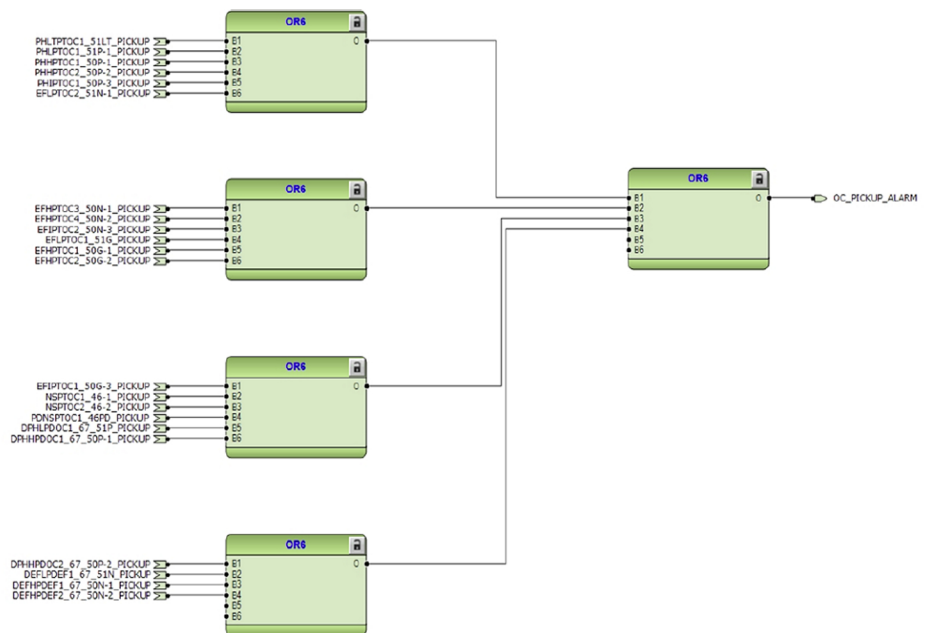 OR6
PHLTPTOC1_51LT_PICKUP B1 O
PHLPTOC1_51P-1_PICKUP B2
PHHPTOC1_50P-1_PICKUP B3
PHHPTOC2_50P-2_PICKUP B4
PHIPTOC1_50P-3_PICKUP B5
EFLPTOC2_51N-1_PICKUP B6
OR6
EFHPTOC3_50N-1_PICKUP B1 O
EFHPTOC4_50N-2_PICKUP B2
EFIPTOC2_50N-3_PICKUP B3
EFLPTOC1_51G_PICKUP B4
EFHPTOC1_50G-1_PICKUP B5
EFHPTOC2_50G-2_PICKUP B6
OR6
B1 O OC_PICKUP_ALARM
B2
B3
B4
B5
B6
OR6
EFIPTOC1_50G-3_PICKUP B1 O
NSPTOC1_46-1_PICKUP B2
NSPTOC2_46-2_PICKUP B3
PDNSPTOC1_46PD_PICKUP B4
DPHLPDOC1_67_51P_PICKUP B5
DPHHPDOC1_67_50P-1_PICKUP B6
OR6
DPHHPDOC2_67_50P-2_PICKUP B1 O
DEFLPDEF1_67_51N_PICKUP B2
DEFHPDEF1_67_50N-1_PICKUP B3
DEFHPDEF2_67_50N-2_PICKUP B4
B5
B6